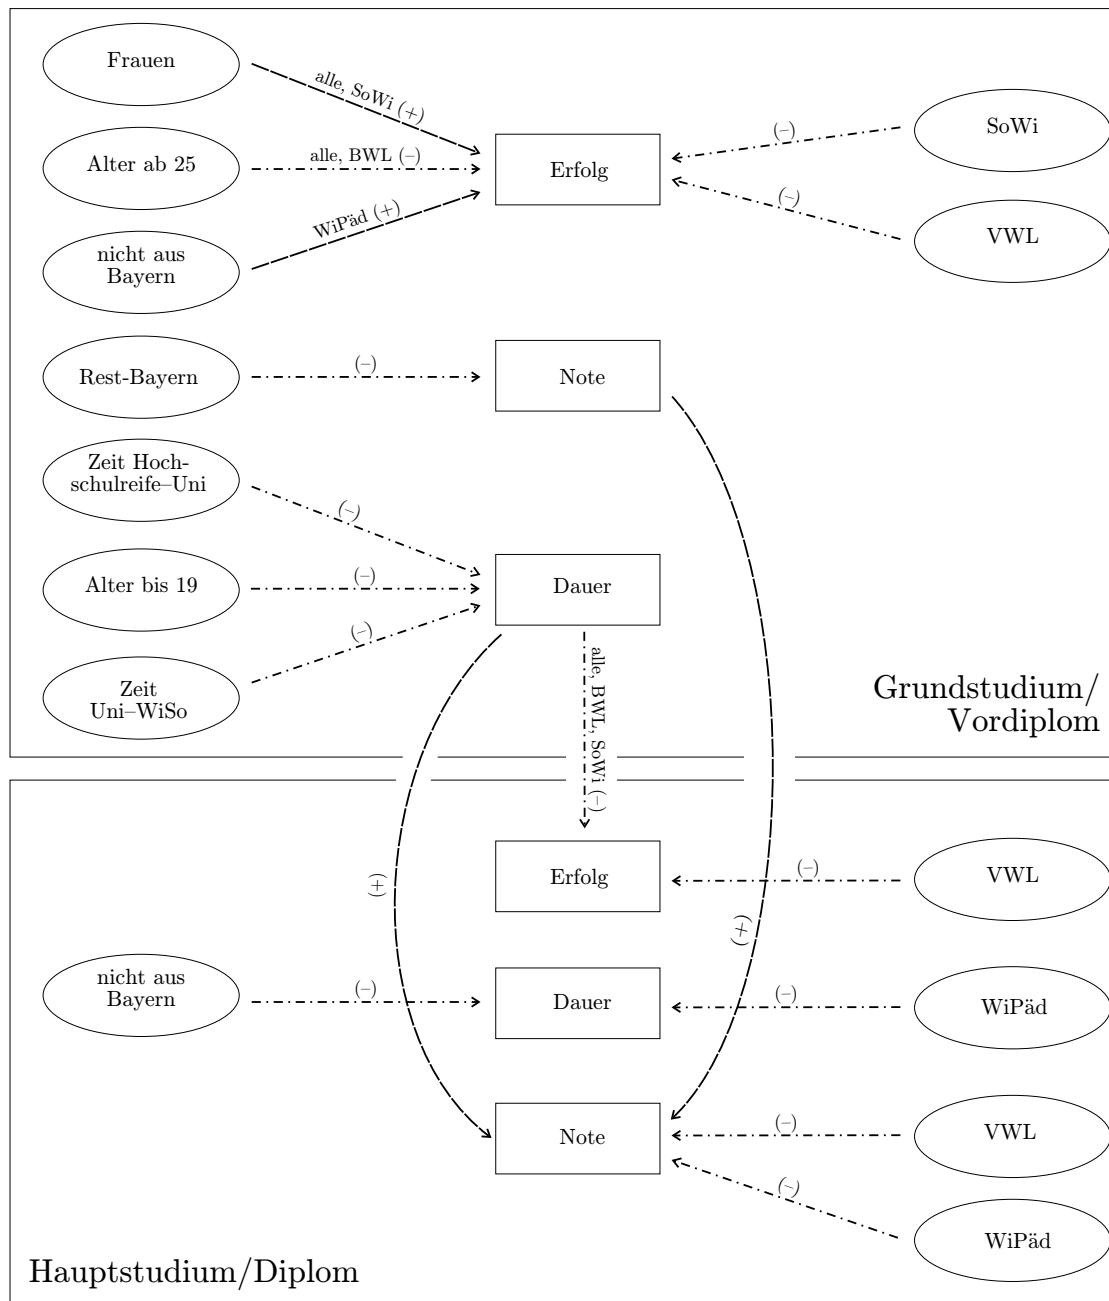 Frauen
alle, SoWi (+)
SoWi
(–)
Alter ab 25
alle, BWL (–)
Erfolg
(–)
VWL
nicht aus
Bayern
WiPäd (+)
Rest-Bayern
(–)
Note
Zeit Hoch-
schulreife–Uni
(–)
Alter bis 19
(–)
Dauer
Zeit
Uni–WiSo
(–)
alle, BWL, SoWi (–)
Grundstudium/
Vordiplom
(+)
Erfolg
(–)
VWL
(+)
nicht aus
Bayern
(–)
Dauer
(–)
WiPäd
Note
(–)
VWL
(–)
WiPäd
Hauptstudium/Diplom